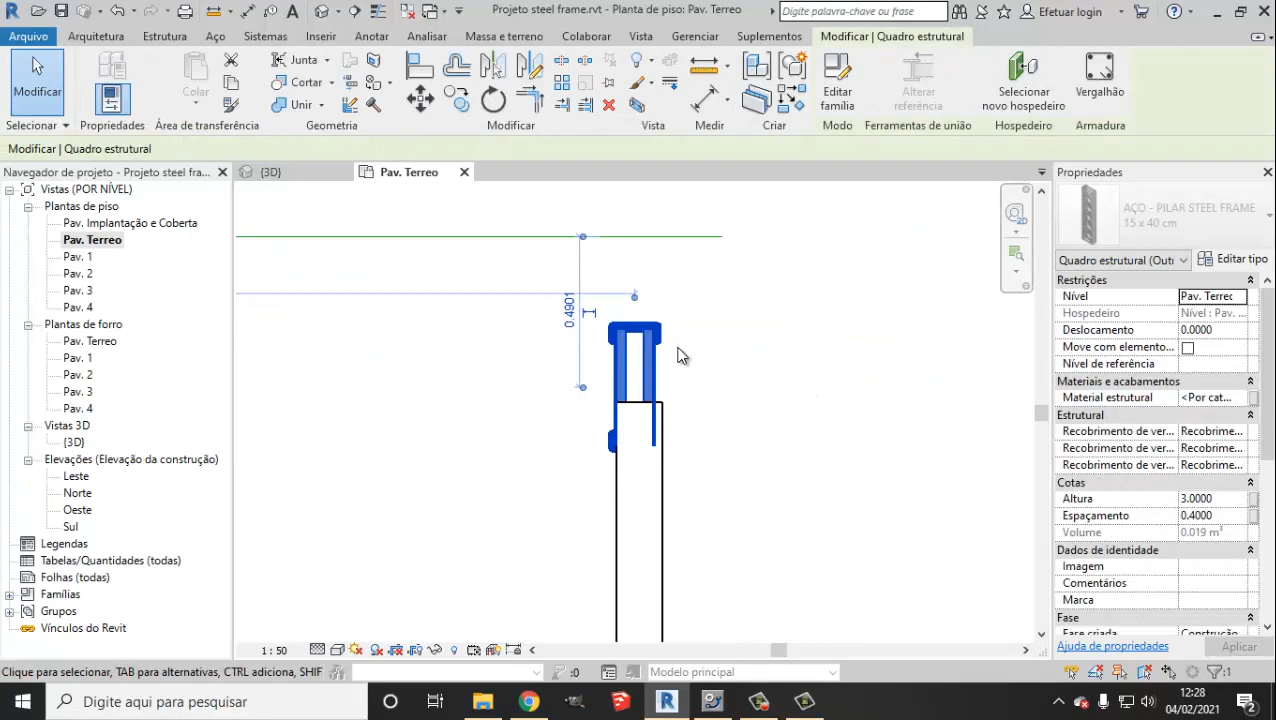 Projeto steel frame.rvt - Planta de piso: Pav. Terreo
Digite palavra-chave ou frase
Efetuar login
Arquivo Arquitetura Estrutura Aço Sistemas Inserir Anotar Analisar Massa e terreno Colaborar Vista Gerenciar Suplementos Modificar | Quadro estrutural
Modificar
Colar
Junta
Cortar
Unir
Editar família
Alterar referência
Selecionar novo hospedeiro
Vergalhão
Selecionar Propriedades Área de transferência Geometria Modificar Vista Medir Criar Modo Ferramentas de união Hospedeiro Armadura
Modificar | Quadro estrutural
Navegador de projeto - Projeto steel fra...
Vistas (POR NÍVEL)
Plantas de piso
Pav. Implantação e Coberta
Pav. Terreo
Pav. 1
Pav. 2
Pav. 3
Pav. 4
Plantas de forro
Pav. Terreo
Pav. 1
Pav. 2
Pav. 3
Pav. 4
Vistas 3D
{3D}
Elevações (Elevação da construção)
Leste
Norte
Oeste
Sul
Legendas
Tabelas/Quantidades (todas)
Folhas (todas)
Famílias
Grupos
Vínculos do Revit
{3D}
Pav. Terreo
0.4901
2D
1 : 50
Propriedades
AÇO - PILAR STEEL FRAME
15 x 40 cm
Quadro estrutural (Outr
Editar tipo
Restrições
Nível Pav. Terrec
Hospedeiro Nível : Pav. ...
Deslocamento 0.0000
Move com elemento...
Nível de referência
Materiais e acabamentos
Material estrutural <Por cat...
Estrutural
Recobrimento de ver... Recobrime...
Recobrimento de ver... Recobrime...
Recobrimento de ver... Recobrime...
Cotas
Altura 3.0000
Espaçamento 0.4000
Volume 0.019 m³
Dados de identidade
Imagem
Comentários
Marca
Fase
Fase criada Construção
Ajuda de propriedades
Aplicar
Clique para selecionar, TAB para alternativas, CTRL adiciona, SHIF
:0
Modelo principal
:1
Digite aqui para pesquisar
12:28
04/02/2021
2